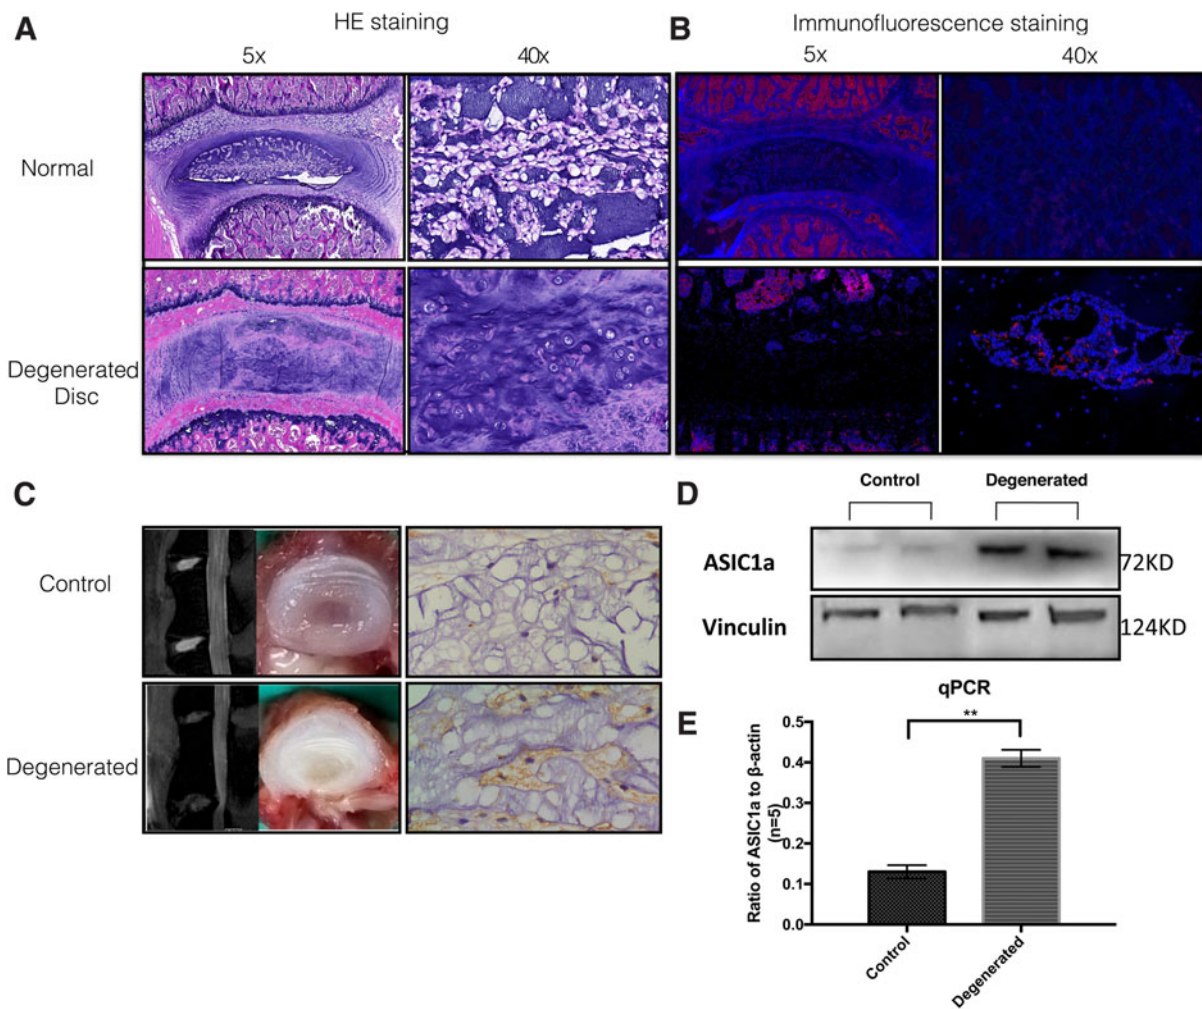 A
HE staining
5x
40x
Normal
Degenerated
Disc
B
Immunofluorescence staining
5x
40x
C
Control
Degenerated
D
Control
Degenerated
ASIC1a
72KD
Vinculin
124KD
E
qPCR
**
Ratio of ASIC1a to β-actin
(n=5)
0.5
0.4
0.3
0.2
0.1
0.0
Control
Degenerated